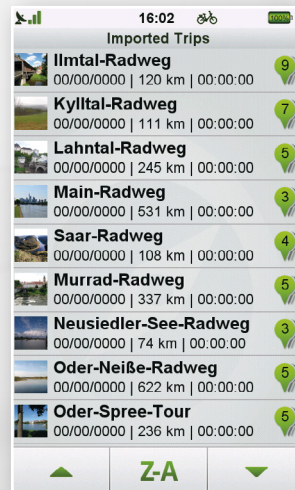 16:02
100%
Imported Trips
Ilmtal-Radweg
00/00/0000 | 120 km | 00:00:00
9
Kylltal-Radweg
00/00/0000 | 111 km | 00:00:00
7
Lahntal-Radweg
00/00/0000 | 245 km | 00:00:00
5
Main-Radweg
00/00/0000 | 531 km | 00:00:00
3
Saar-Radweg
00/00/0000 | 108 km | 00:00:00
4
Murrad-Radweg
00/00/0000 | 337 km | 00:00:00
5
Neusiedler-See-Radweg
00/00/0000 | 74 km | 00:00:00
3
Oder-Neiße-Radweg
00/00/0000 | 622 km | 00:00:00
5
Oder-Spree-Tour
00/00/0000 | 236 km | 00:00:00
5
Z-A